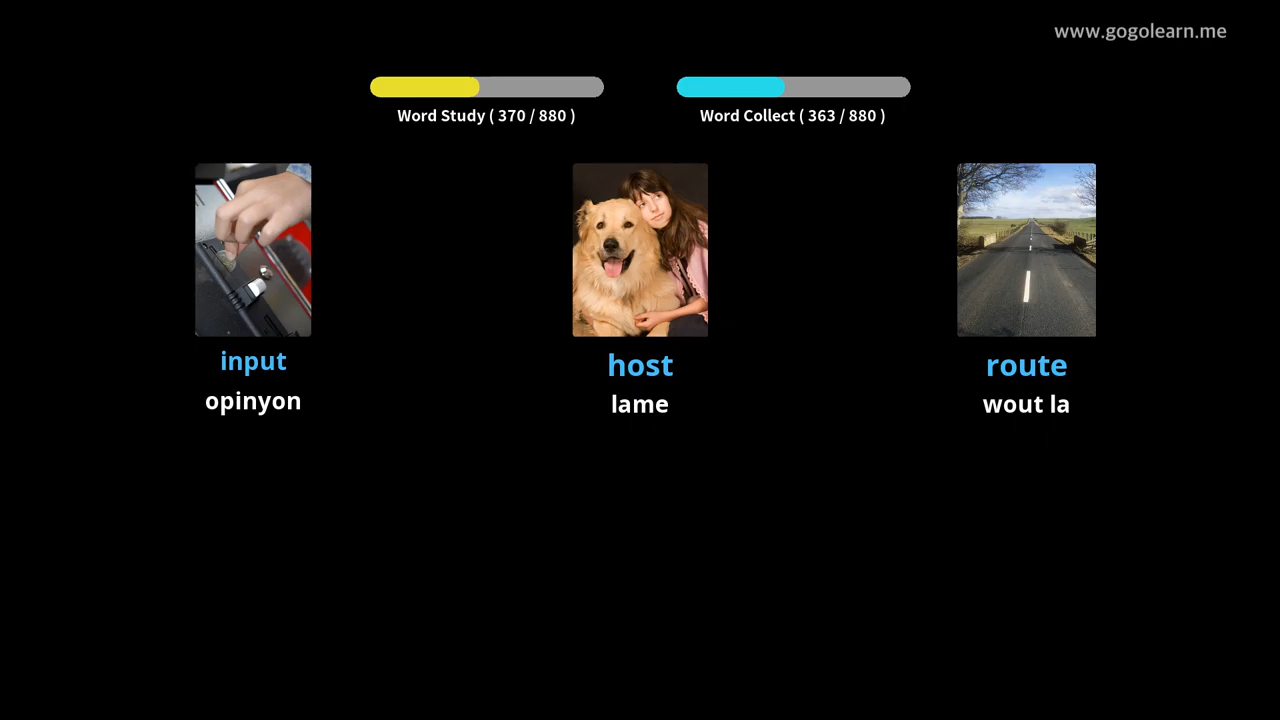 www.gogolearn.me
Word Study ( 370 / 880 )
Word Collect ( 363 / 880 )
input
opinyon
host
lame
route
wout la